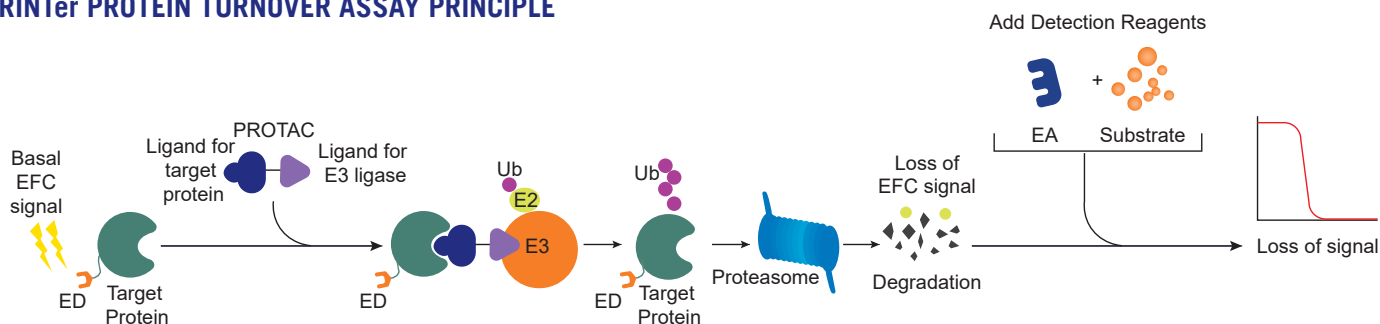 RINTer PROTEIN TURNOVER ASSAY PRINCIPLE
Basal
EFC
signal
ED
Target
Protein
PROTAC
Ligand for
target
protein
Ligand for
E3 ligase
ED
Ub
E2
E3
Ub
ED
Target
Protein
Proteasome
Loss of
EFC signal
Degradation
Add Detection Reagents
+
EA
Substrate
Loss of signal